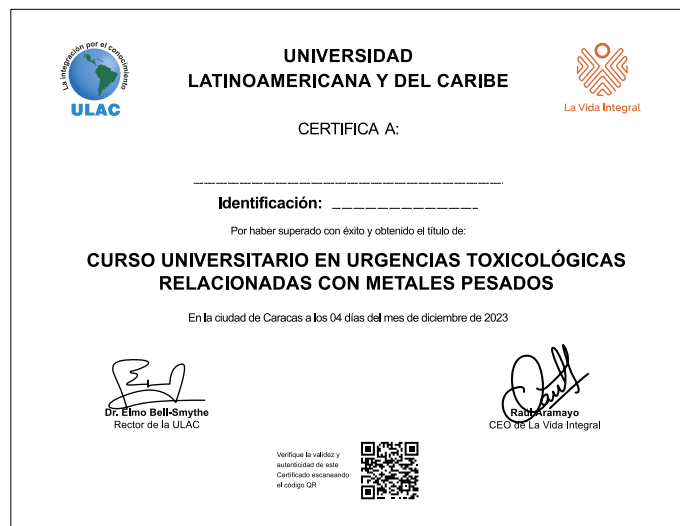 La integración por el conocimiento
ULAC
UNIVERSIDAD
LATINOAMERICANA Y DEL CARIBE
La Vida Integral
CERTIFICA A:
Identificación:
Por haber superado con éxito y obtenido el título de:
CURSO UNIVERSITARIO EN URGENCIAS TOXICOLÓGICAS
RELACIONADAS CON METALES PESADOS
En la ciudad de Caracas a los 04 días del mes de diciembre de 2023
Dr. Elmo Bell-Smythe
Rector de la ULAC
Raúl Aramayo
CEO de La Vida Integral
Verifique la validez y
autenticidad de este
Certificado escaneando
el código QR